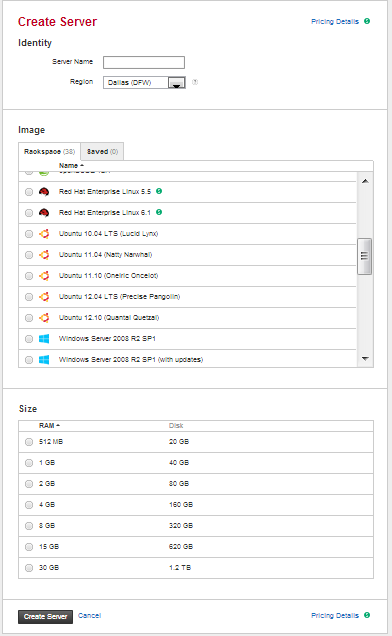 Create Server
Pricing Details
Identity
Server Name
Region Dallas (DFW)
Image
Rackspace (38) Saved (0)
Name
Red Hat Enterprise Linux 5.5
Red Hat Enterprise Linux 6.1
Ubuntu 10.04 LTS (Lucid Lynx)
Ubuntu 11.04 (Natty Narwhal)
Ubuntu 11.10 (Oneiric Oncelot)
Ubuntu 12.04 LTS (Precise Pangolin)
Ubuntu 12.10 (Quantal Quetzal)
Windows Server 2008 R2 SP1
Windows Server 2008 R2 SP1 (with updates)
Size
RAM Disk
512 MB 20 GB
1 GB 40 GB
2 GB 80 GB
4 GB 160 GB
8 GB 320 GB
15 GB 620 GB
30 GB 1.2 TB
Create Server Cancel Pricing Details